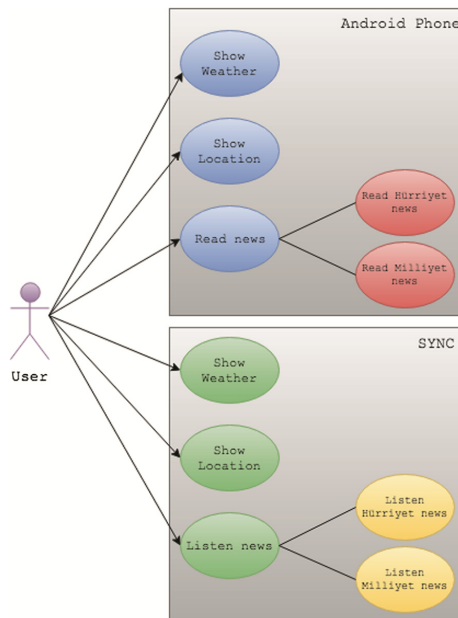 Android Phone
Show
Weather
Show
Location
Read news
Read Hürriyet
news
Read Milliyet
news
User
SYNC
Show
Weather
Show
Location
Listen news
Listen
Hürriyet news
Listen
Milliyet news